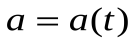 a = a(t)